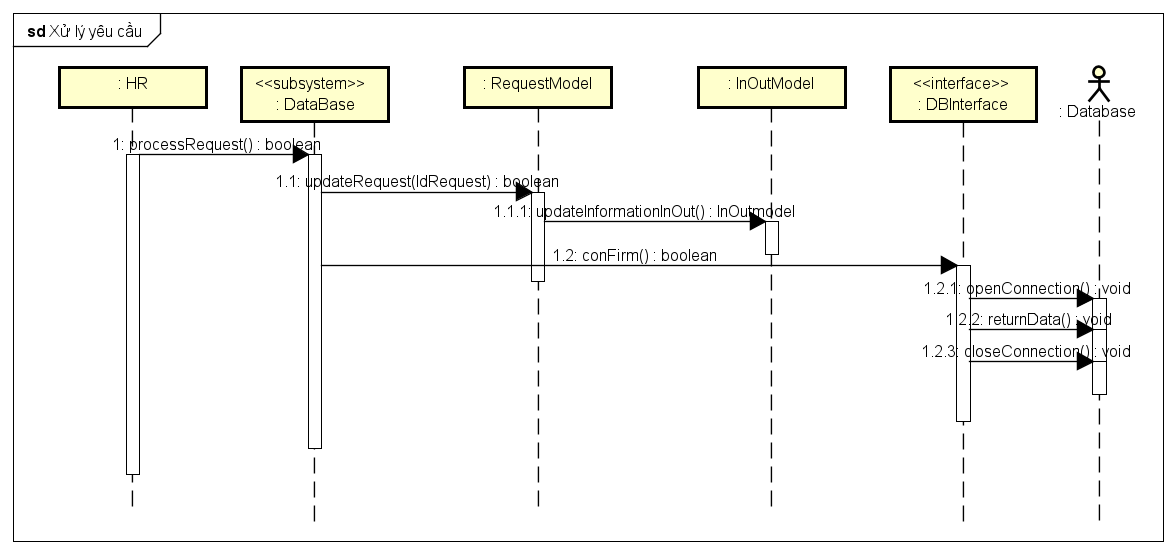 sd Xử lý yêu cầu
: HR
<<subsystem>>
: DataBase
: RequestModel
: InOutModel
<<interface>>
: DBInterface
: Database
1: processRequest() : boolean
1.1: updateRequest(IdRequest) : boolean
1.1.1: updateInformationInOut() : InOutmodel
1.2: conFirm() : boolean
1.2.1: openConnection() : void
1.2.2: returnData() : void
1.2.3: closeConnection() : void